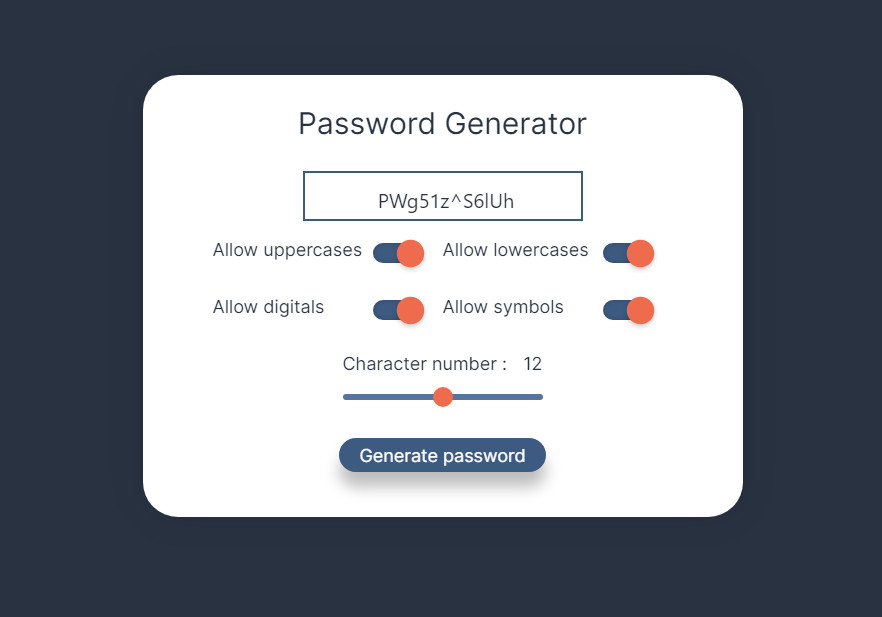 Password Generator
PWg51z^S6lUh
Allow uppercases Allow lowercases
Allow digitals Allow symbols
Character number : 12
Generate password